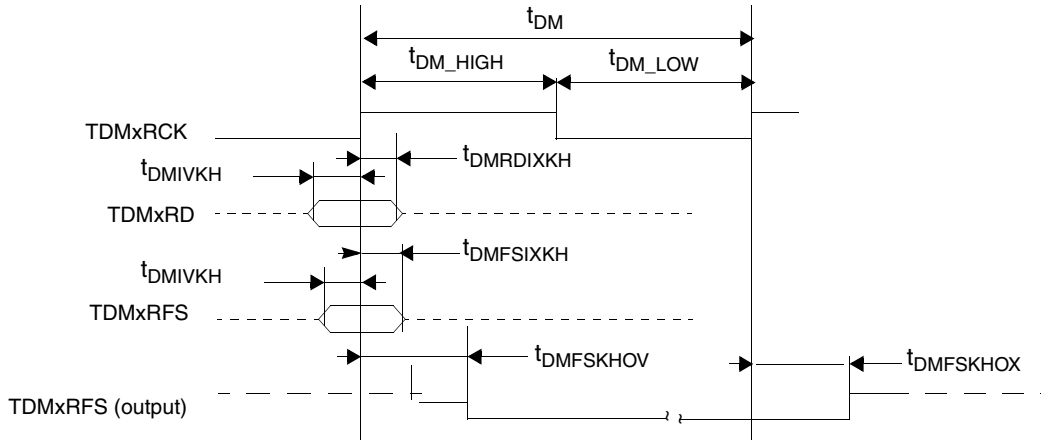 tDM
tDM_HIGH
tDM_LOW
TDMxRCK
tDMIVKH
tDMRDIXKH
TDMxRD
tDMIVKH
tDMFSIXKH
TDMxRFS
tDMFSKHOV
tDMFSKHOX
TDMxRFS (output)